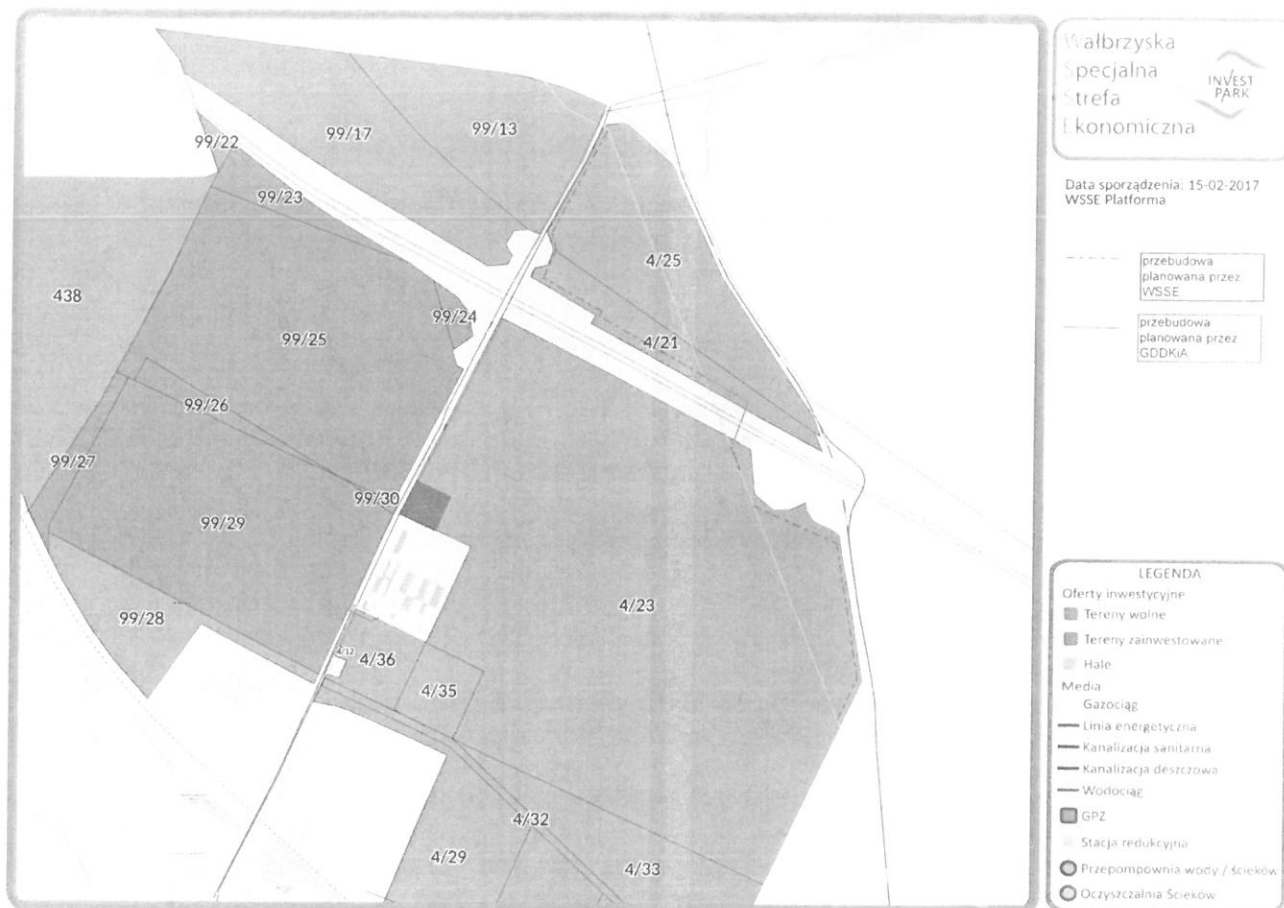 99/17
99/13
99/22
99/23
4/25
438
99/24
99/25
4/21
99/26
99/27
99/30
99/29
4/23
99/28
4/36
4/35
4/32
4/29
4/33
Wałbrzyska
Specjalna
Strefa
Ekonomiczna
INVEST
PARK
Data sporządzenia: 15-02-2017
WSSE Platforma
przebudowa
planowana przez
WSSE
przebudowa
planowana przez
GDDKiA
LEGENDA
Oferty inwestycyjne
Tereny wolne
Tereny zainwestowane
Hale
Media
Gazociąg
Linia energetyczna
Kanalizacja sanitarna
Kanalizacja deszczowa
Wodociąg
GPZ
Stacja redukcyjna
Przepompownia wody / ścieków
Oczyszczalnia Ścieków